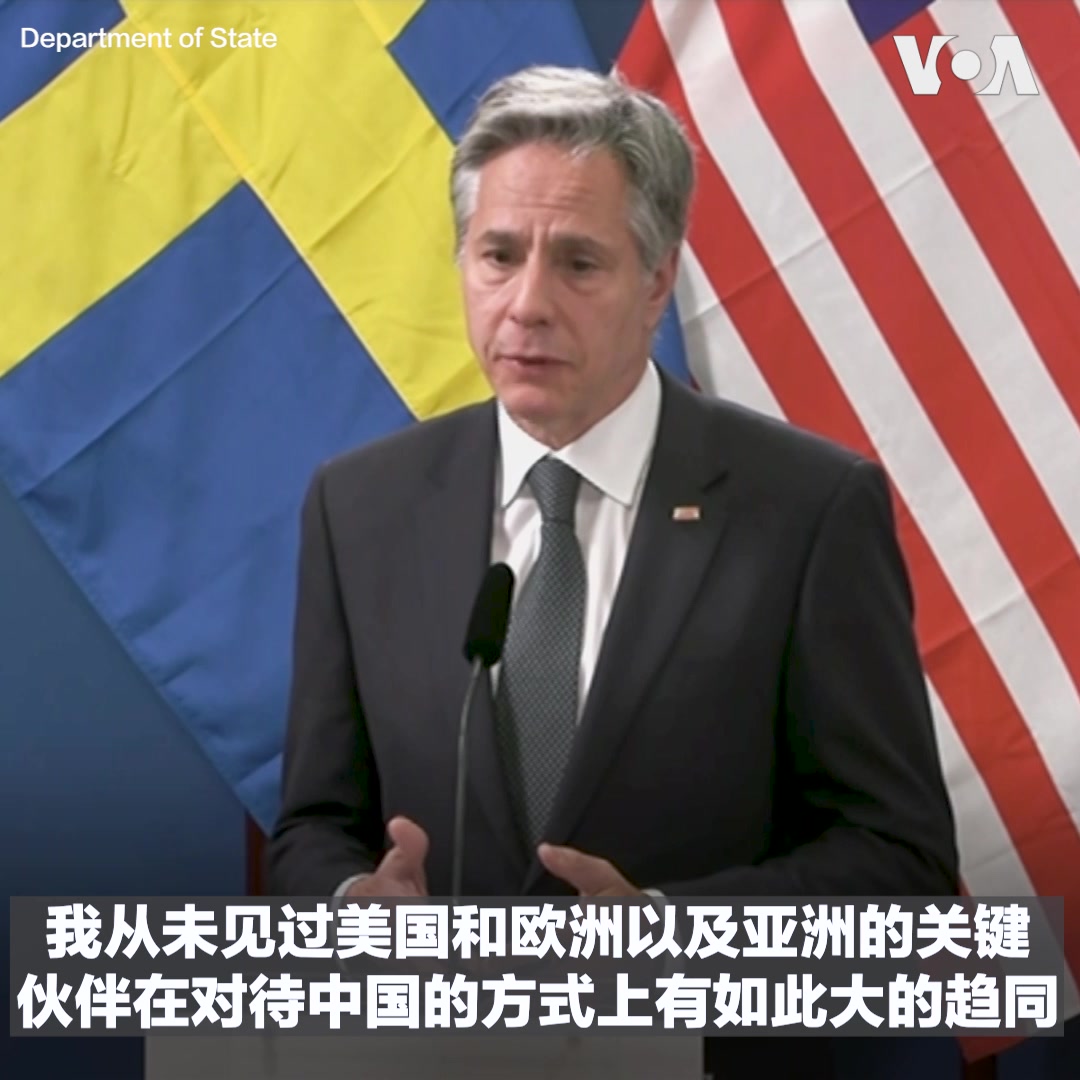 Department of State
VOA
我从未见过美国和欧洲以及亚洲的关键
伙伴在对待中国的方式上有如此大的趋同